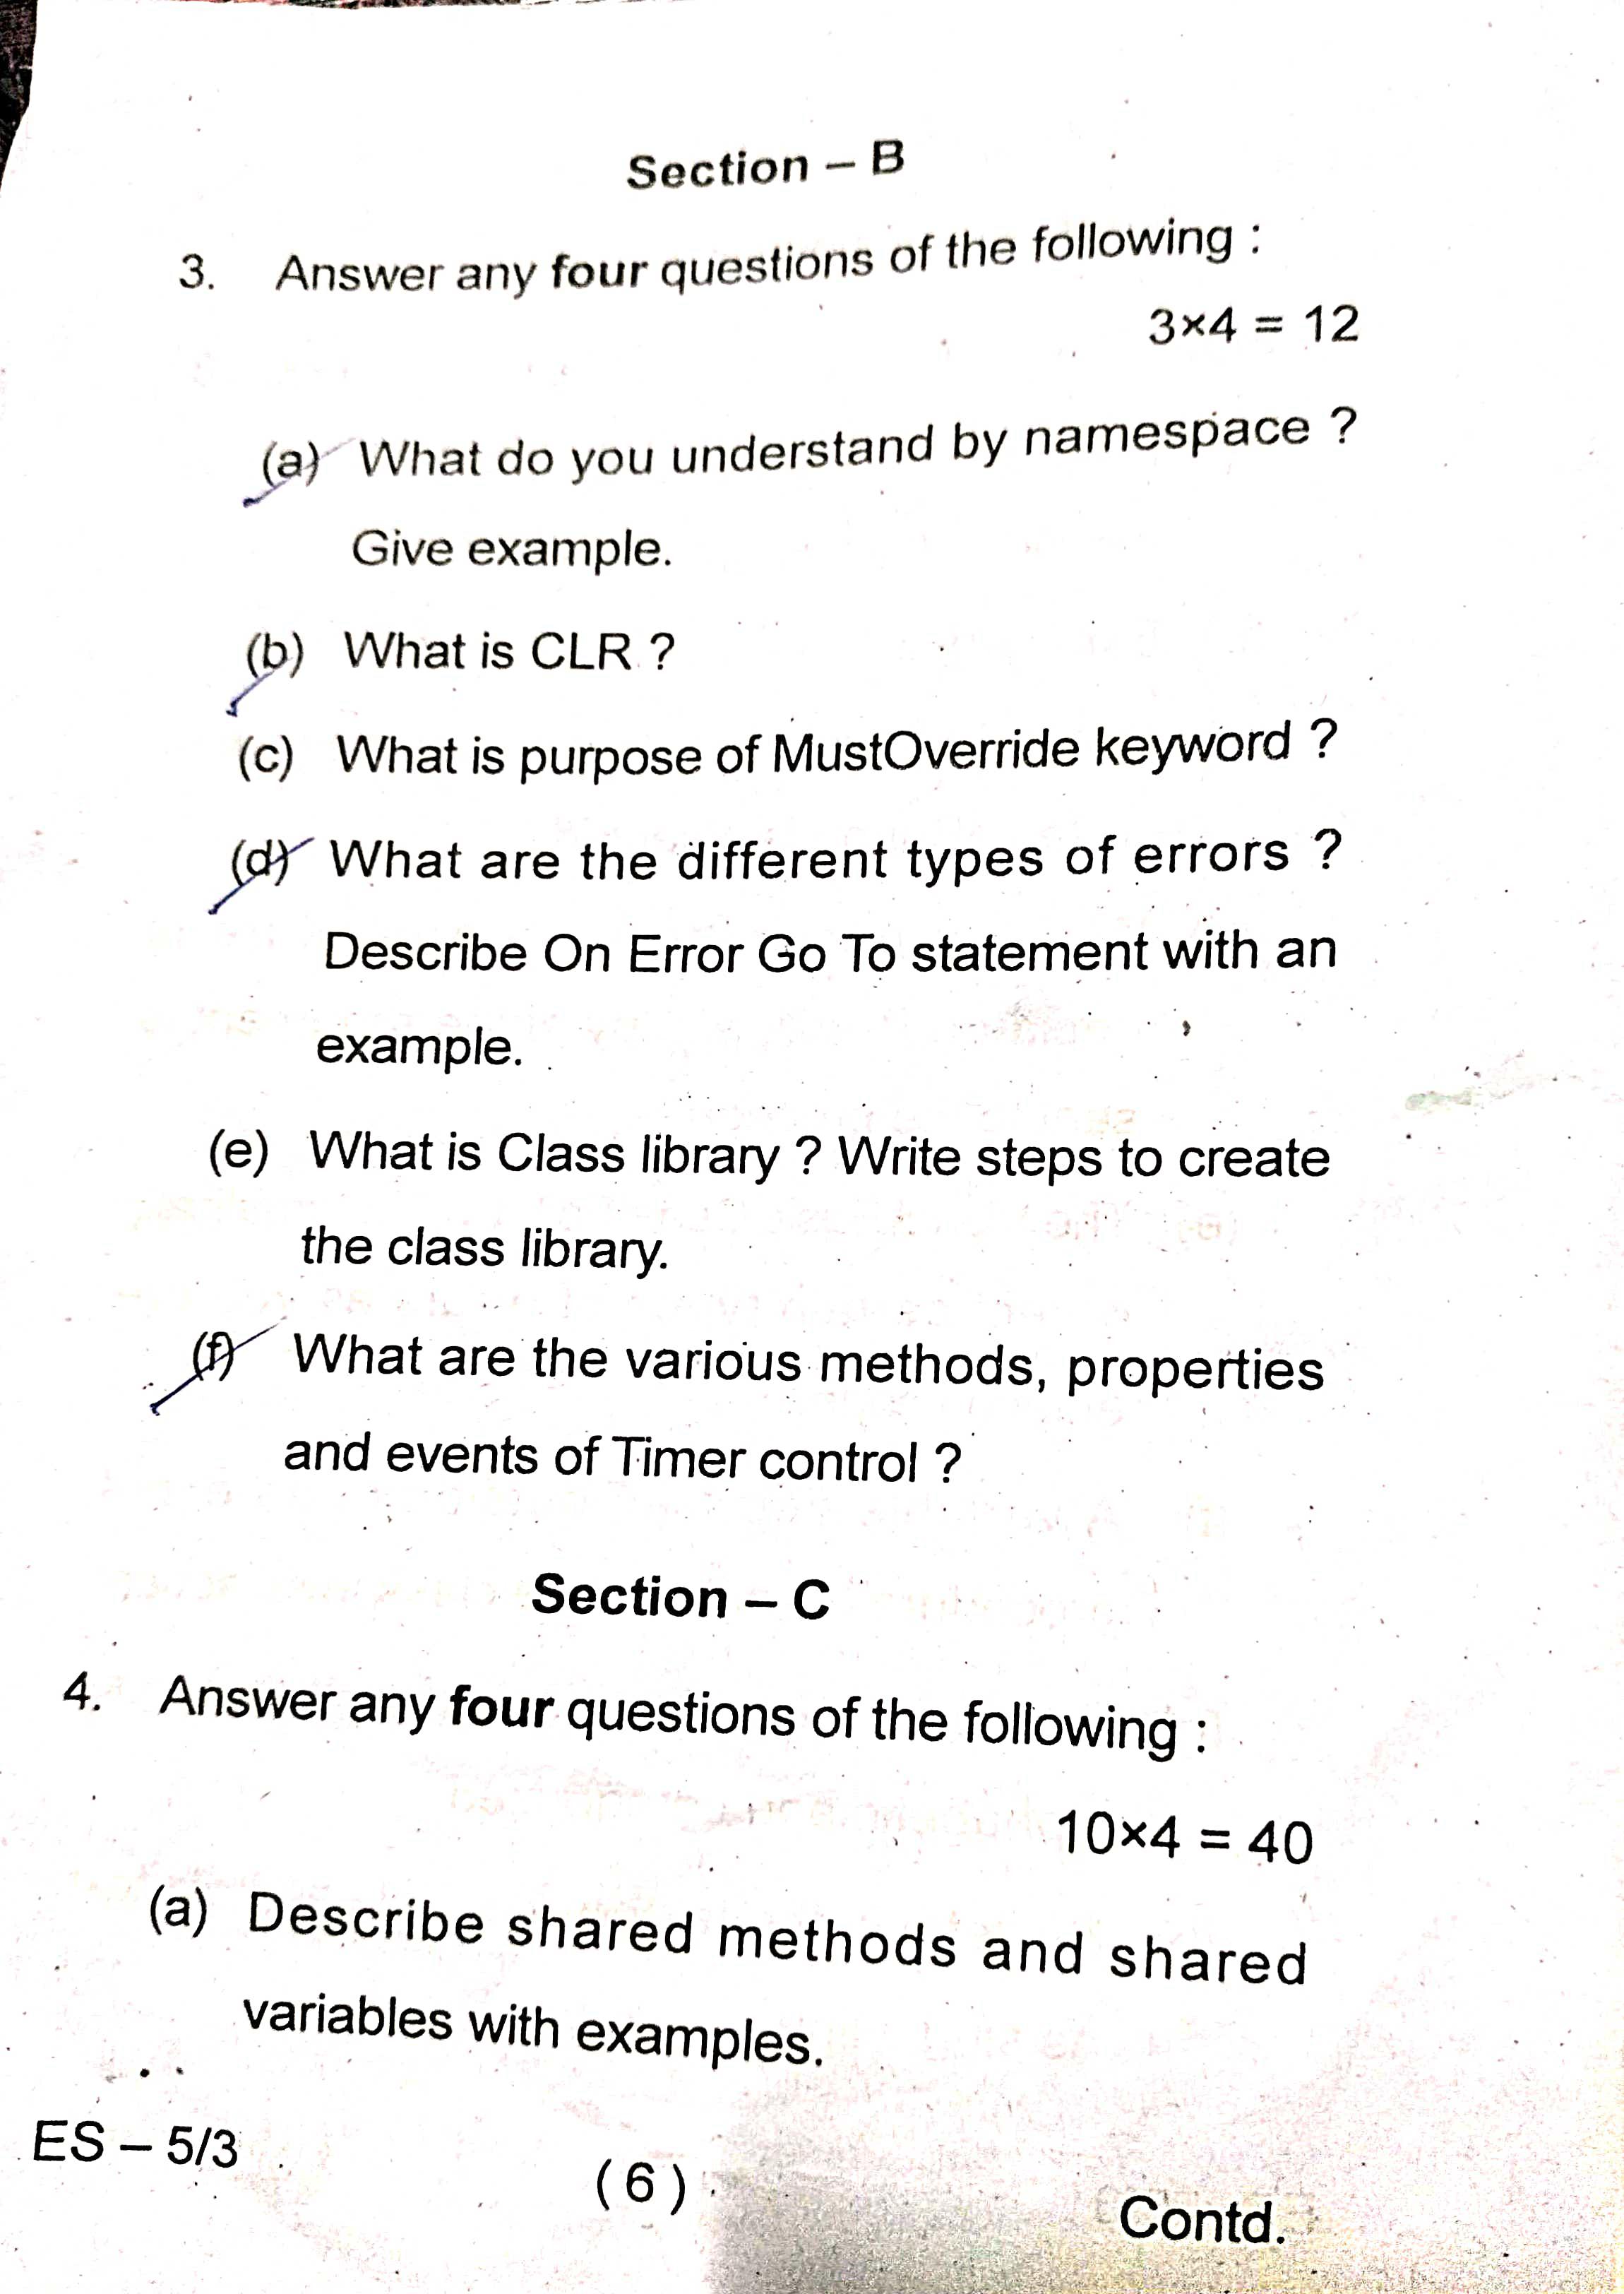 Section – B
3. Answer any four questions of the following :
3×4 = 12
(a) What do you understand by namespace ?
Give example.
(b) What is CLR ?
(c) What is purpose of MustOverride keyword ?
(d) What are the different types of errors ?
Describe On Error Go To statement with an
example.
(e) What is Class library ? Write steps to create
the class library.
(f) What are the various methods, properties
and events of Timer control ?
Section – C
4. Answer any four questions of the following :
10×4 = 40
(a) Describe shared methods and shared
variables with examples.
ES – 5/3
( 6 )
Contd.